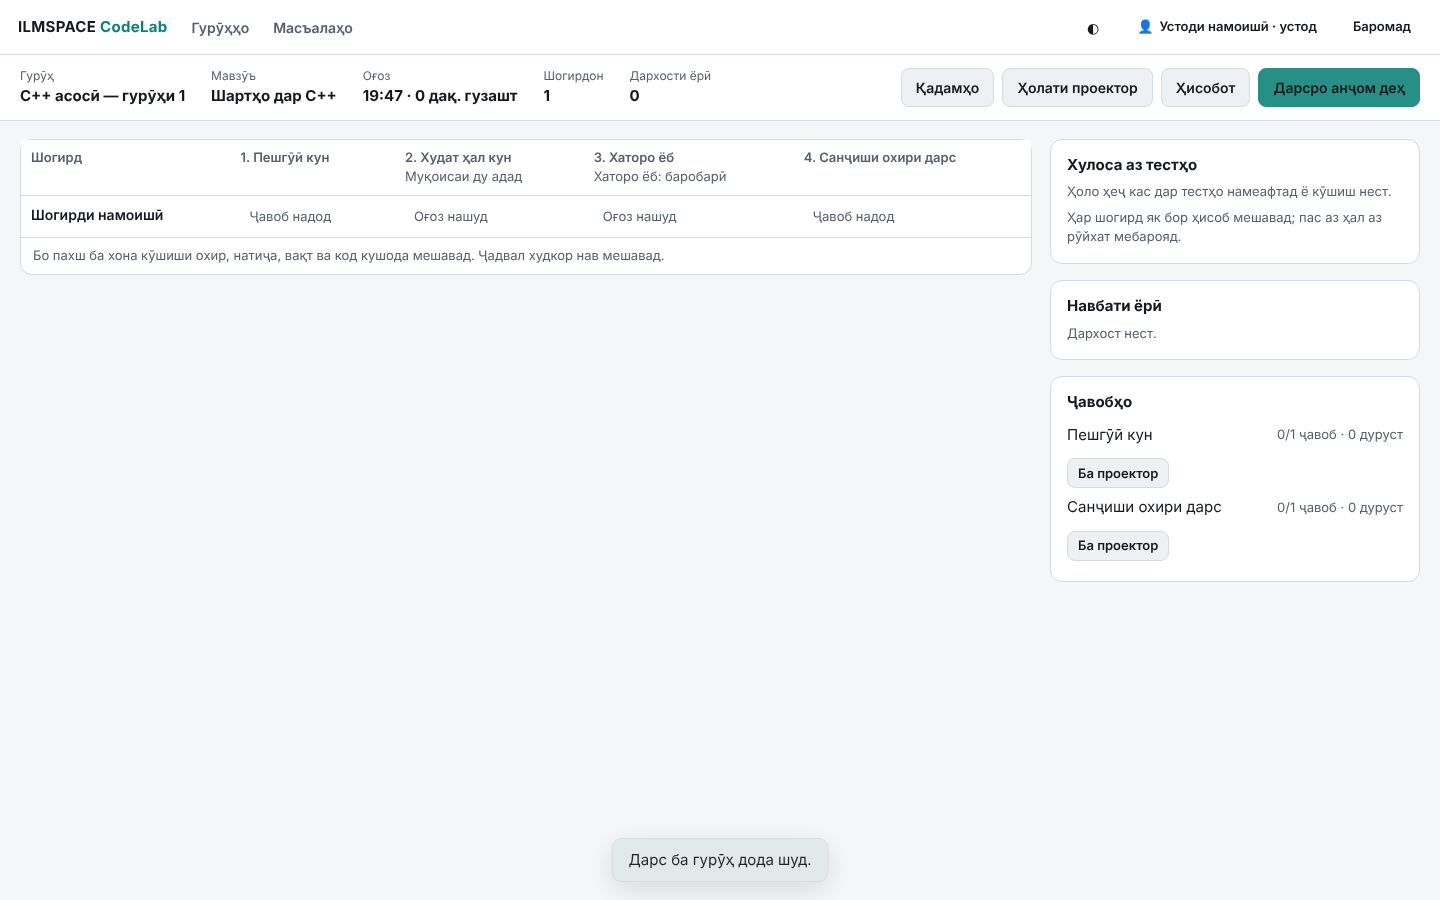 ILMSPACE CodeLab
Гурӯҳҳо
Масъалаҳо
Устоди намоишӣ · устод
Баромад
Гурӯҳ
C++ асосӣ — гурӯҳи 1
Мавзӯъ
Шартҳо дар C++
Оғоз
19:47 · 0 дақ. гузашт
Шогирдон
1
Дархости ёрӣ
0
Қадамҳо
Ҳолати проектор
Ҳисобот
Дарсро анҷом деҳ
Шогирд
1. Пешгӯӣ кун
2. Худат ҳал кун
Муқоисаи ду адад
3. Хаторо ёб
Хаторо ёб: баробарӣ
4. Санҷиши охири дарс
Шогирди намоишӣ
Ҷавоб надод
Оғоз нашуд
Оғоз нашуд
Ҷавоб надод
Бо пахш ба хона кӯшиши охир, натиҷа, вақт ва код кушода мешавад. Ҷадвал худкор нав мешавад.
Хулоса аз тестҳо
Ҳоло ҳеҷ кас дар тестҳо намеафтад ё кӯшиш нест.
Ҳар шогирд як бор ҳисоб мешавад; пас аз ҳал аз
рӯйхат мебарояд.
Навбати ёрӣ
Дархост нест.
Ҷавобҳо
Пешгӯӣ кун
0/1 ҷавоб · 0 дуруст
Ба проектор
Санҷиши охири дарс
0/1 ҷавоб · 0 дуруст
Ба проектор
Дарс ба гурӯҳ дода шуд.